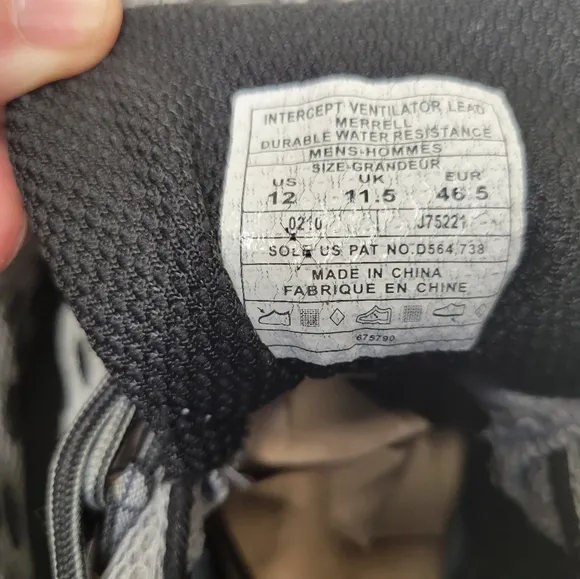 INTERCEPT VENTILATOR LEAD
MERRELL
DURABLE WATER RESISTANCE
MENS-HOMMES
SIZE-GRANDEUR
US UK EUR
12 11.5 46.5
0210 J75221
SOLE US PAT NO.D564,738
MADE IN CHINA
FABRIQUE EN CHINE
675790